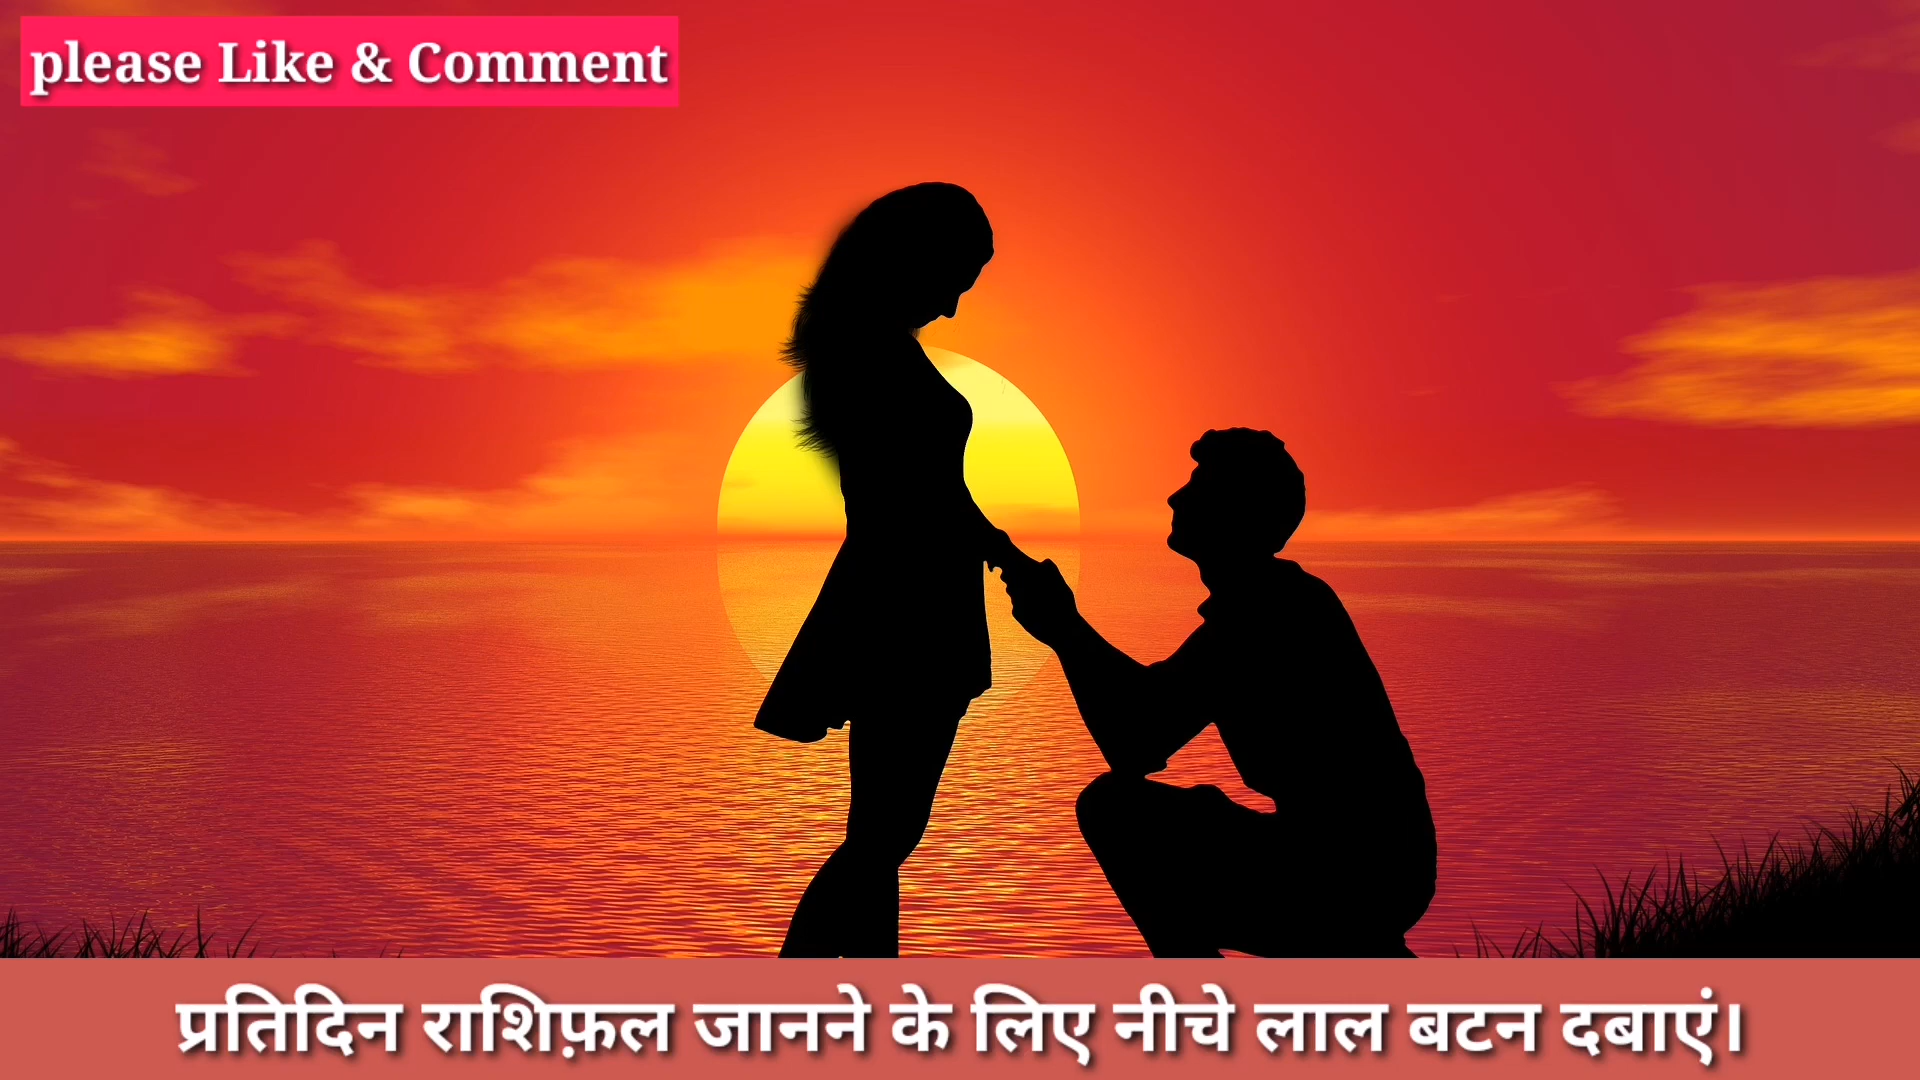 please Like & Comment
प्रतिदिन राशिफ़ल जानने के लिए नीचे लाल बटन दबाएं।